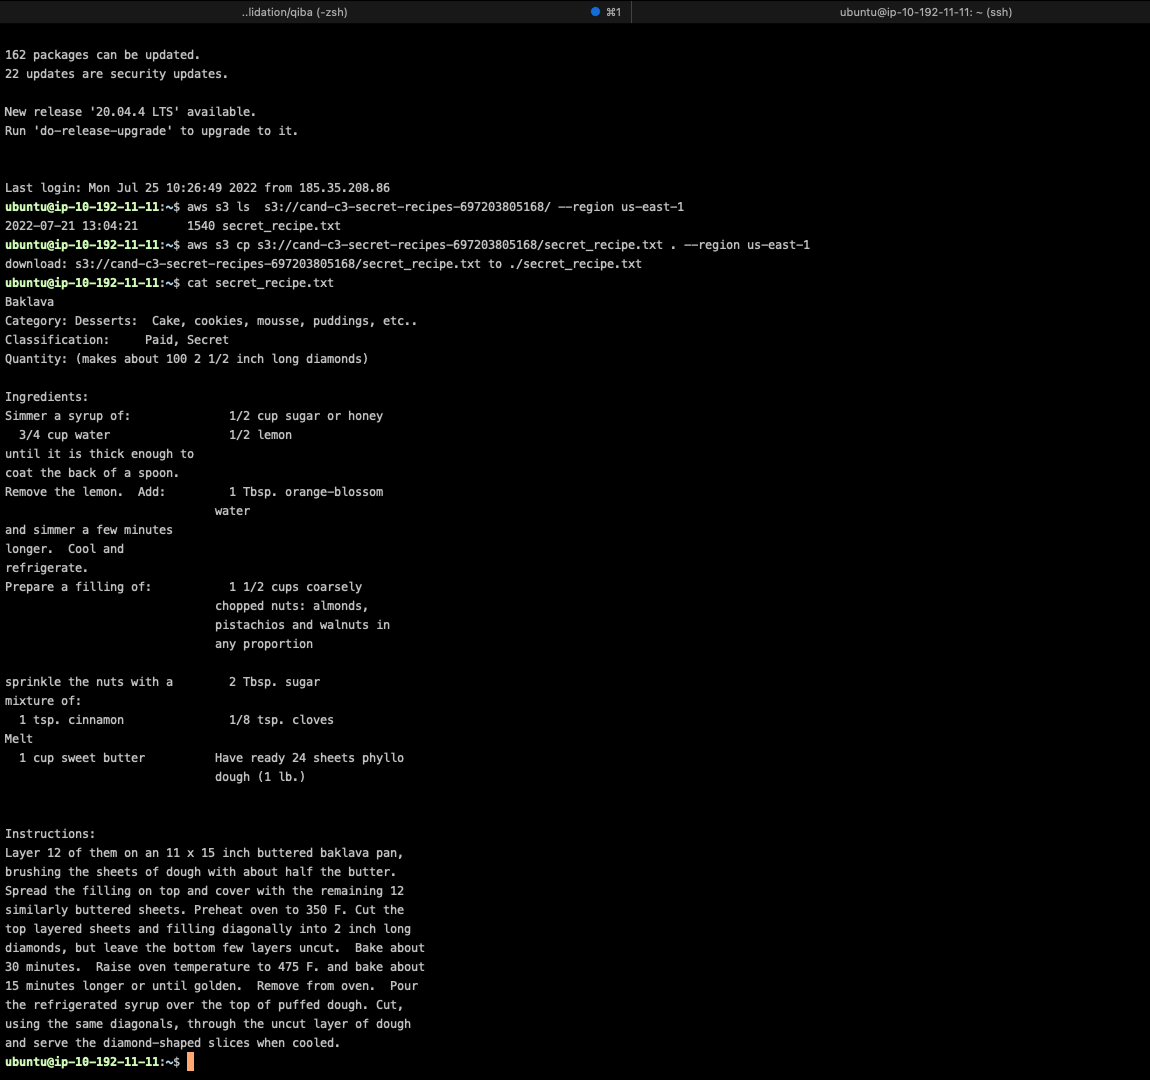 ..lidation/qiba (-zsh)
⌘1
ubuntu@ip-10-192-11-11: ~ (ssh)
162 packages can be updated.
22 updates are security updates.
New release '20.04.4 LTS' available.
Run 'do-release-upgrade' to upgrade to it.
Last login: Mon Jul 25 10:26:49 2022 from 185.35.208.86
ubuntu@ip-10-192-11-11:~$ aws s3 ls  s3://cand-c3-secret-recipes-697203805168/ --region us-east-1
2022-07-21 13:04:21       1540 secret_recipe.txt
ubuntu@ip-10-192-11-11:~$ aws s3 cp s3://cand-c3-secret-recipes-697203805168/secret_recipe.txt . --region us-east-1
download: s3://cand-c3-secret-recipes-697203805168/secret_recipe.txt to ./secret_recipe.txt
ubuntu@ip-10-192-11-11:~$ cat secret_recipe.txt
Baklava
Category: Desserts:  Cake, cookies, mousse, puddings, etc..
Classification:     Paid, Secret
Quantity: (makes about 100 2 1/2 inch long diamonds)
Ingredients:
Simmer a syrup of:              1/2 cup sugar or honey
  3/4 cup water                 1/2 lemon
until it is thick enough to
coat the back of a spoon.
Remove the lemon.  Add:         1 Tbsp. orange-blossom
                              water
and simmer a few minutes
longer.  Cool and
refrigerate.
Prepare a filling of:           1 1/2 cups coarsely
                              chopped nuts: almonds,
                              pistachios and walnuts in
                              any proportion
sprinkle the nuts with a        2 Tbsp. sugar
mixture of:
  1 tsp. cinnamon               1/8 tsp. cloves
Melt
  1 cup sweet butter          Have ready 24 sheets phyllo
                              dough (1 lb.)
Instructions:
Layer 12 of them on an 11 x 15 inch buttered baklava pan,
brushing the sheets of dough with about half the butter.
Spread the filling on top and cover with the remaining 12
similarly buttered sheets. Preheat oven to 350 F. Cut the
top layered sheets and filling diagonally into 2 inch long
diamonds, but leave the bottom few layers uncut.  Bake about
30 minutes.  Raise oven temperature to 475 F. and bake about
15 minutes longer or until golden.  Remove from oven.  Pour
the refrigerated syrup over the top of puffed dough. Cut,
using the same diagonals, through the uncut layer of dough
and serve the diamond-shaped slices when cooled.
ubuntu@ip-10-192-11-11:~$